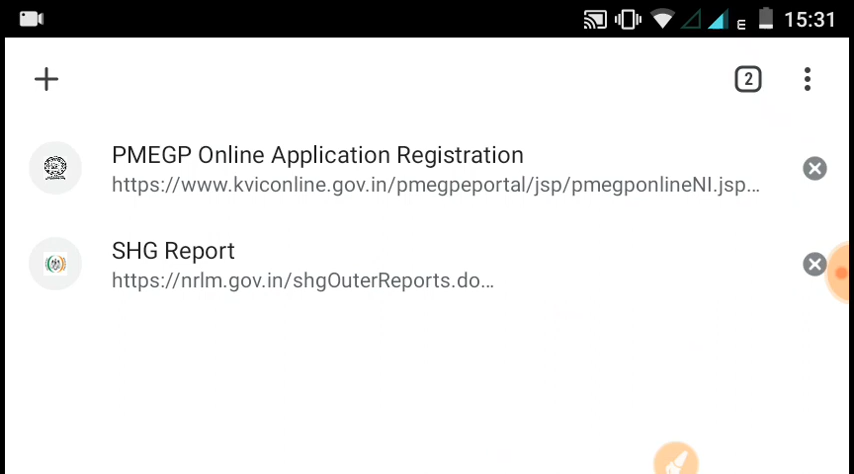 E 15:31
2
PMEGP Online Application Registration
https://www.kviconline.gov.in/pmegpeportal/jsp/pmegponlineNI.jsp...
SHG Report
https://nrlm.gov.in/shgOuterReports.do...